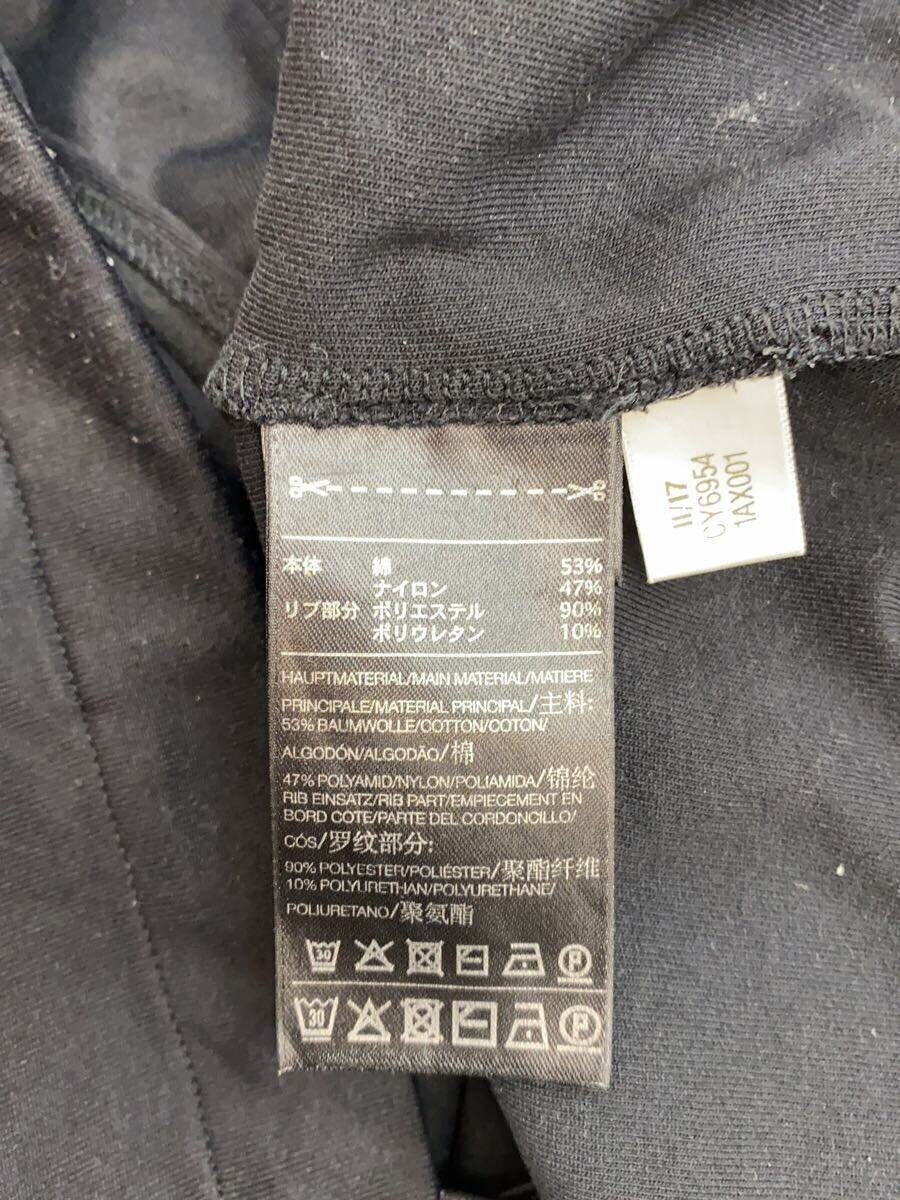 本体 綿 53%
ナイロン 47%
リブ部分 ポリエステル 90%
ポリウレタン 10%
HAUPTMATERIAL/MAIN MATERIAL/MATIERE
PRINCIPALE/MATERIAL PRINCIPAL/主料:
53% BAUMWOLLE/COTTON/COTON/
ALGODÓN/ALGODÃO/棉
47% POLYAMID/NYLON/POLIAMIDA/锦纶
RIB EINSATZ/RIB PART/EMPIECEMENT EN
BORD COTE/PARTE DEL CORDONCILLO/
CÓS/罗纹部分:
90% POLYESTER/POLIÉSTER/聚酯纤维
10% POLYURETHAN/POLYURETHANE/
POLIURETANO/聚氨酯
30 P
30 P
11/17
CY6954
1AX001